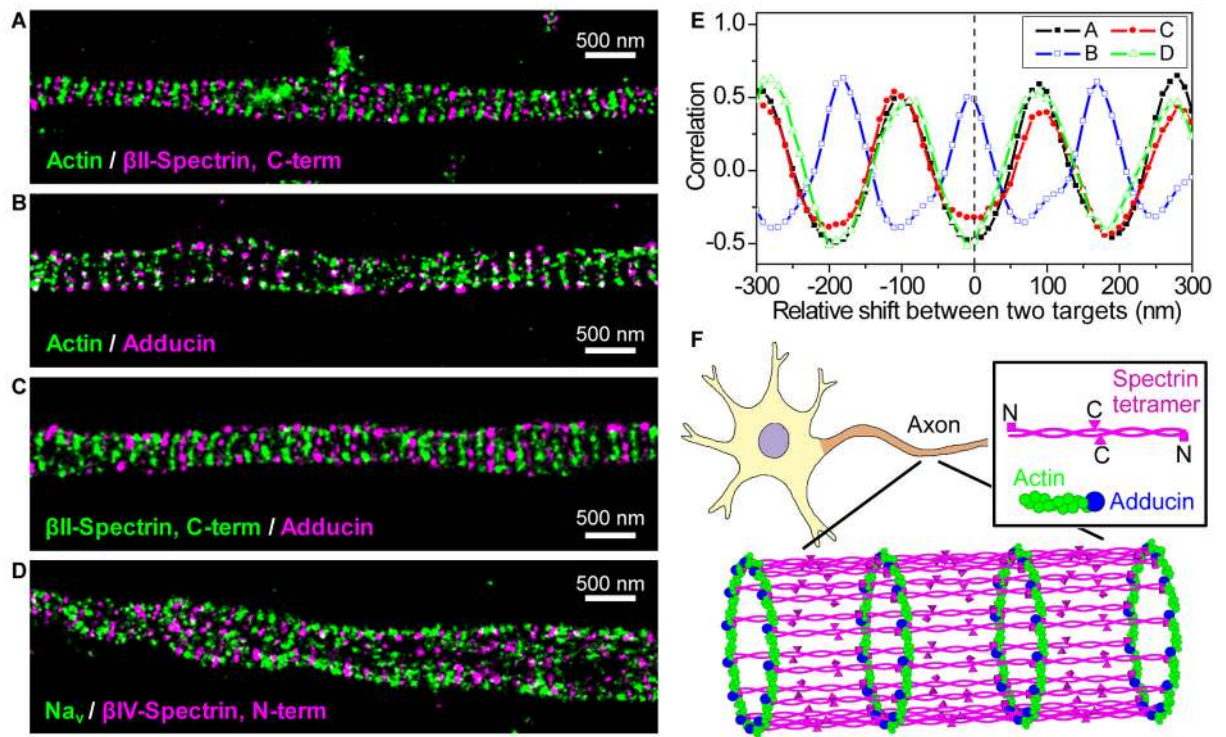 A
500 nm
Actin / βII-Spectrin, C-term
B
Actin / Adducin
500 nm
C
500 nm
βII-Spectrin, C-term / Adducin
D
500 nm
Nav / βIV-Spectrin, N-term
E
1.0
0.5
0.0
-0.5
Correlation
A C
B D
-300 -200 -100 0 100 200 300
Relative shift between two targets (nm)
F
Axon
Spectrin
tetramer
N C
C N
Actin
Adducin